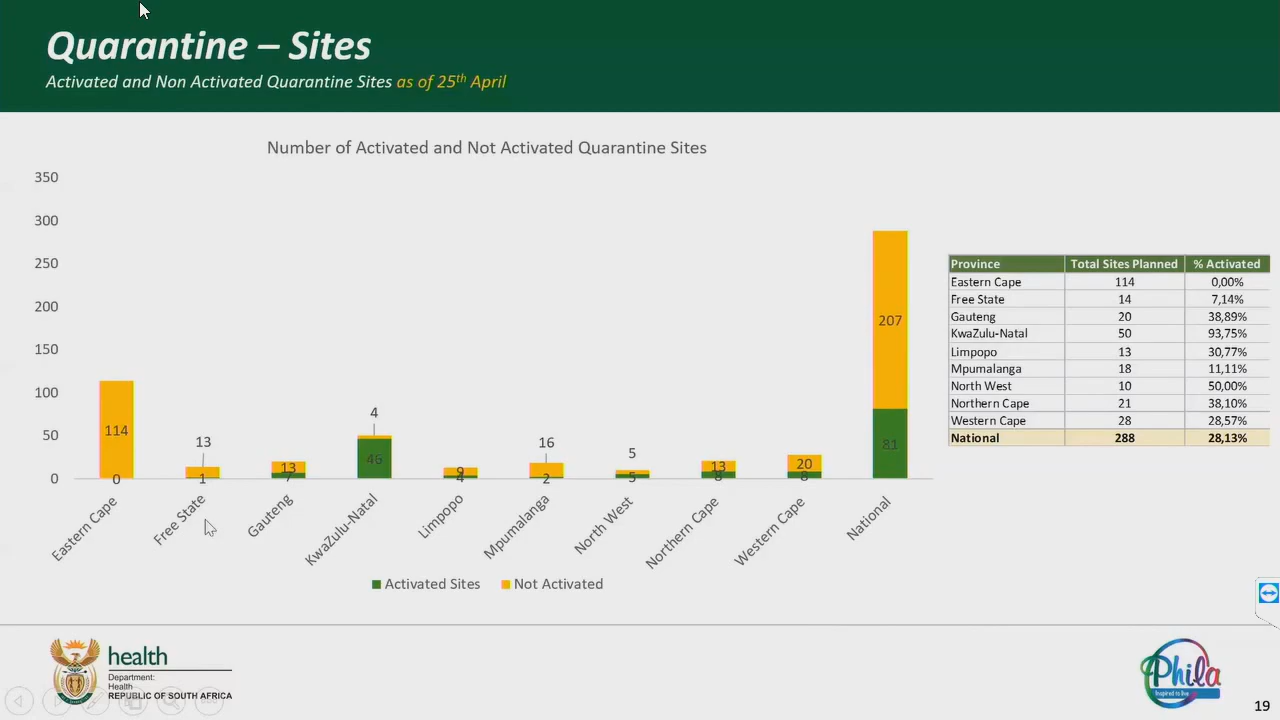 Quarantine – Sites
Activated and Non Activated Quarantine Sites as of 25th April
Number of Activated and Not Activated Quarantine Sites
350
300
250
200
150
100
50
0
114
0
13
1
13
7
4
46
9
4
16
2
5
5
13
8
20
8
207
81
Eastern Cape
Free State
Gauteng
KwaZulu-Natal
Limpopo
Mpumalanga
North West
Northern Cape
Western Cape
National
Activated Sites Not Activated
Province Total Sites Planned % Activated
Eastern Cape 114 0,00%
Free State 14 7,14%
Gauteng 20 38,89%
KwaZulu-Natal 50 93,75%
Limpopo 13 30,77%
Mpumalanga 18 11,11%
North West 10 50,00%
Northern Cape 21 38,10%
Western Cape 28 28,57%
National 288 28,13%
health
Department:
Health
REPUBLIC OF SOUTH AFRICA
Phila
Inspired to live
19